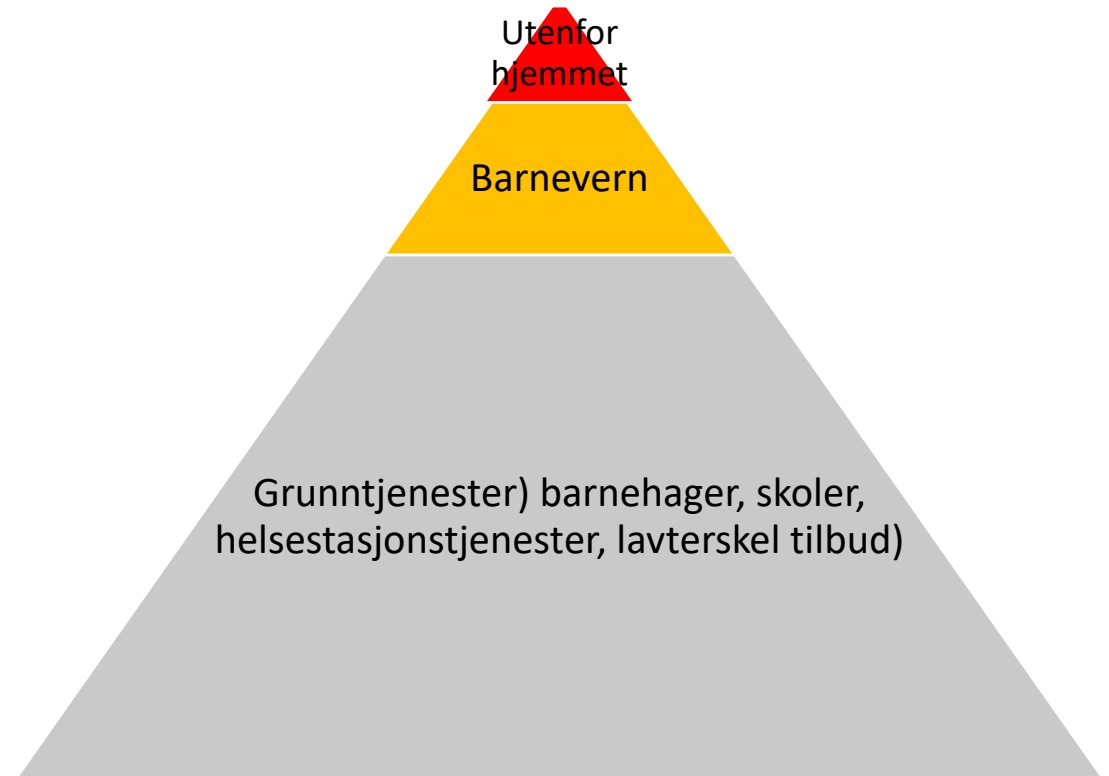 Utenfor
hjemmet
Barnevern
Grunntjenester) barnehager, skoler,
helsestasjonstjenester, lavterskel tilbud)